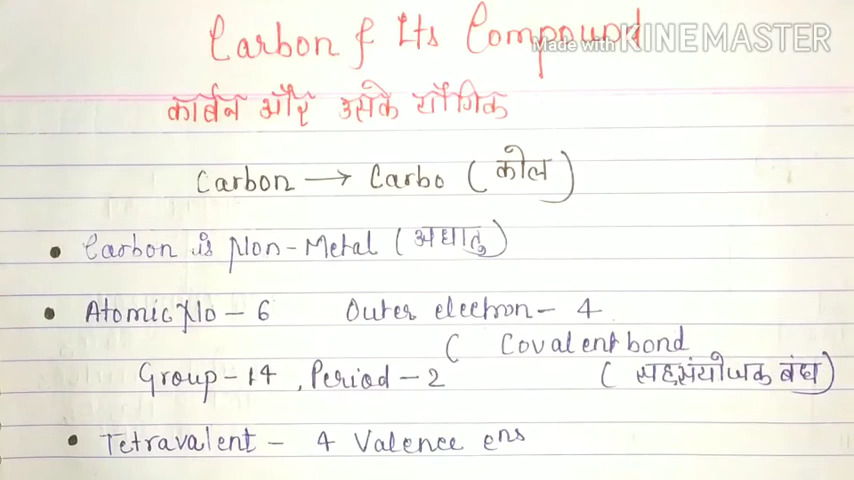 Carbon & Its Compound
Made with KINEMASTER
कार्बन और उसके यौगिक
Carbon → Carbo (कोल)
• Carbon is Non-Metal (अधातु)
• Atomic No - 6 Outer electron - 4
( Covalent bond
Group - 14, Period - 2 ( सहसंयोजक बंध)
• Tetravalent - 4 Valence ens